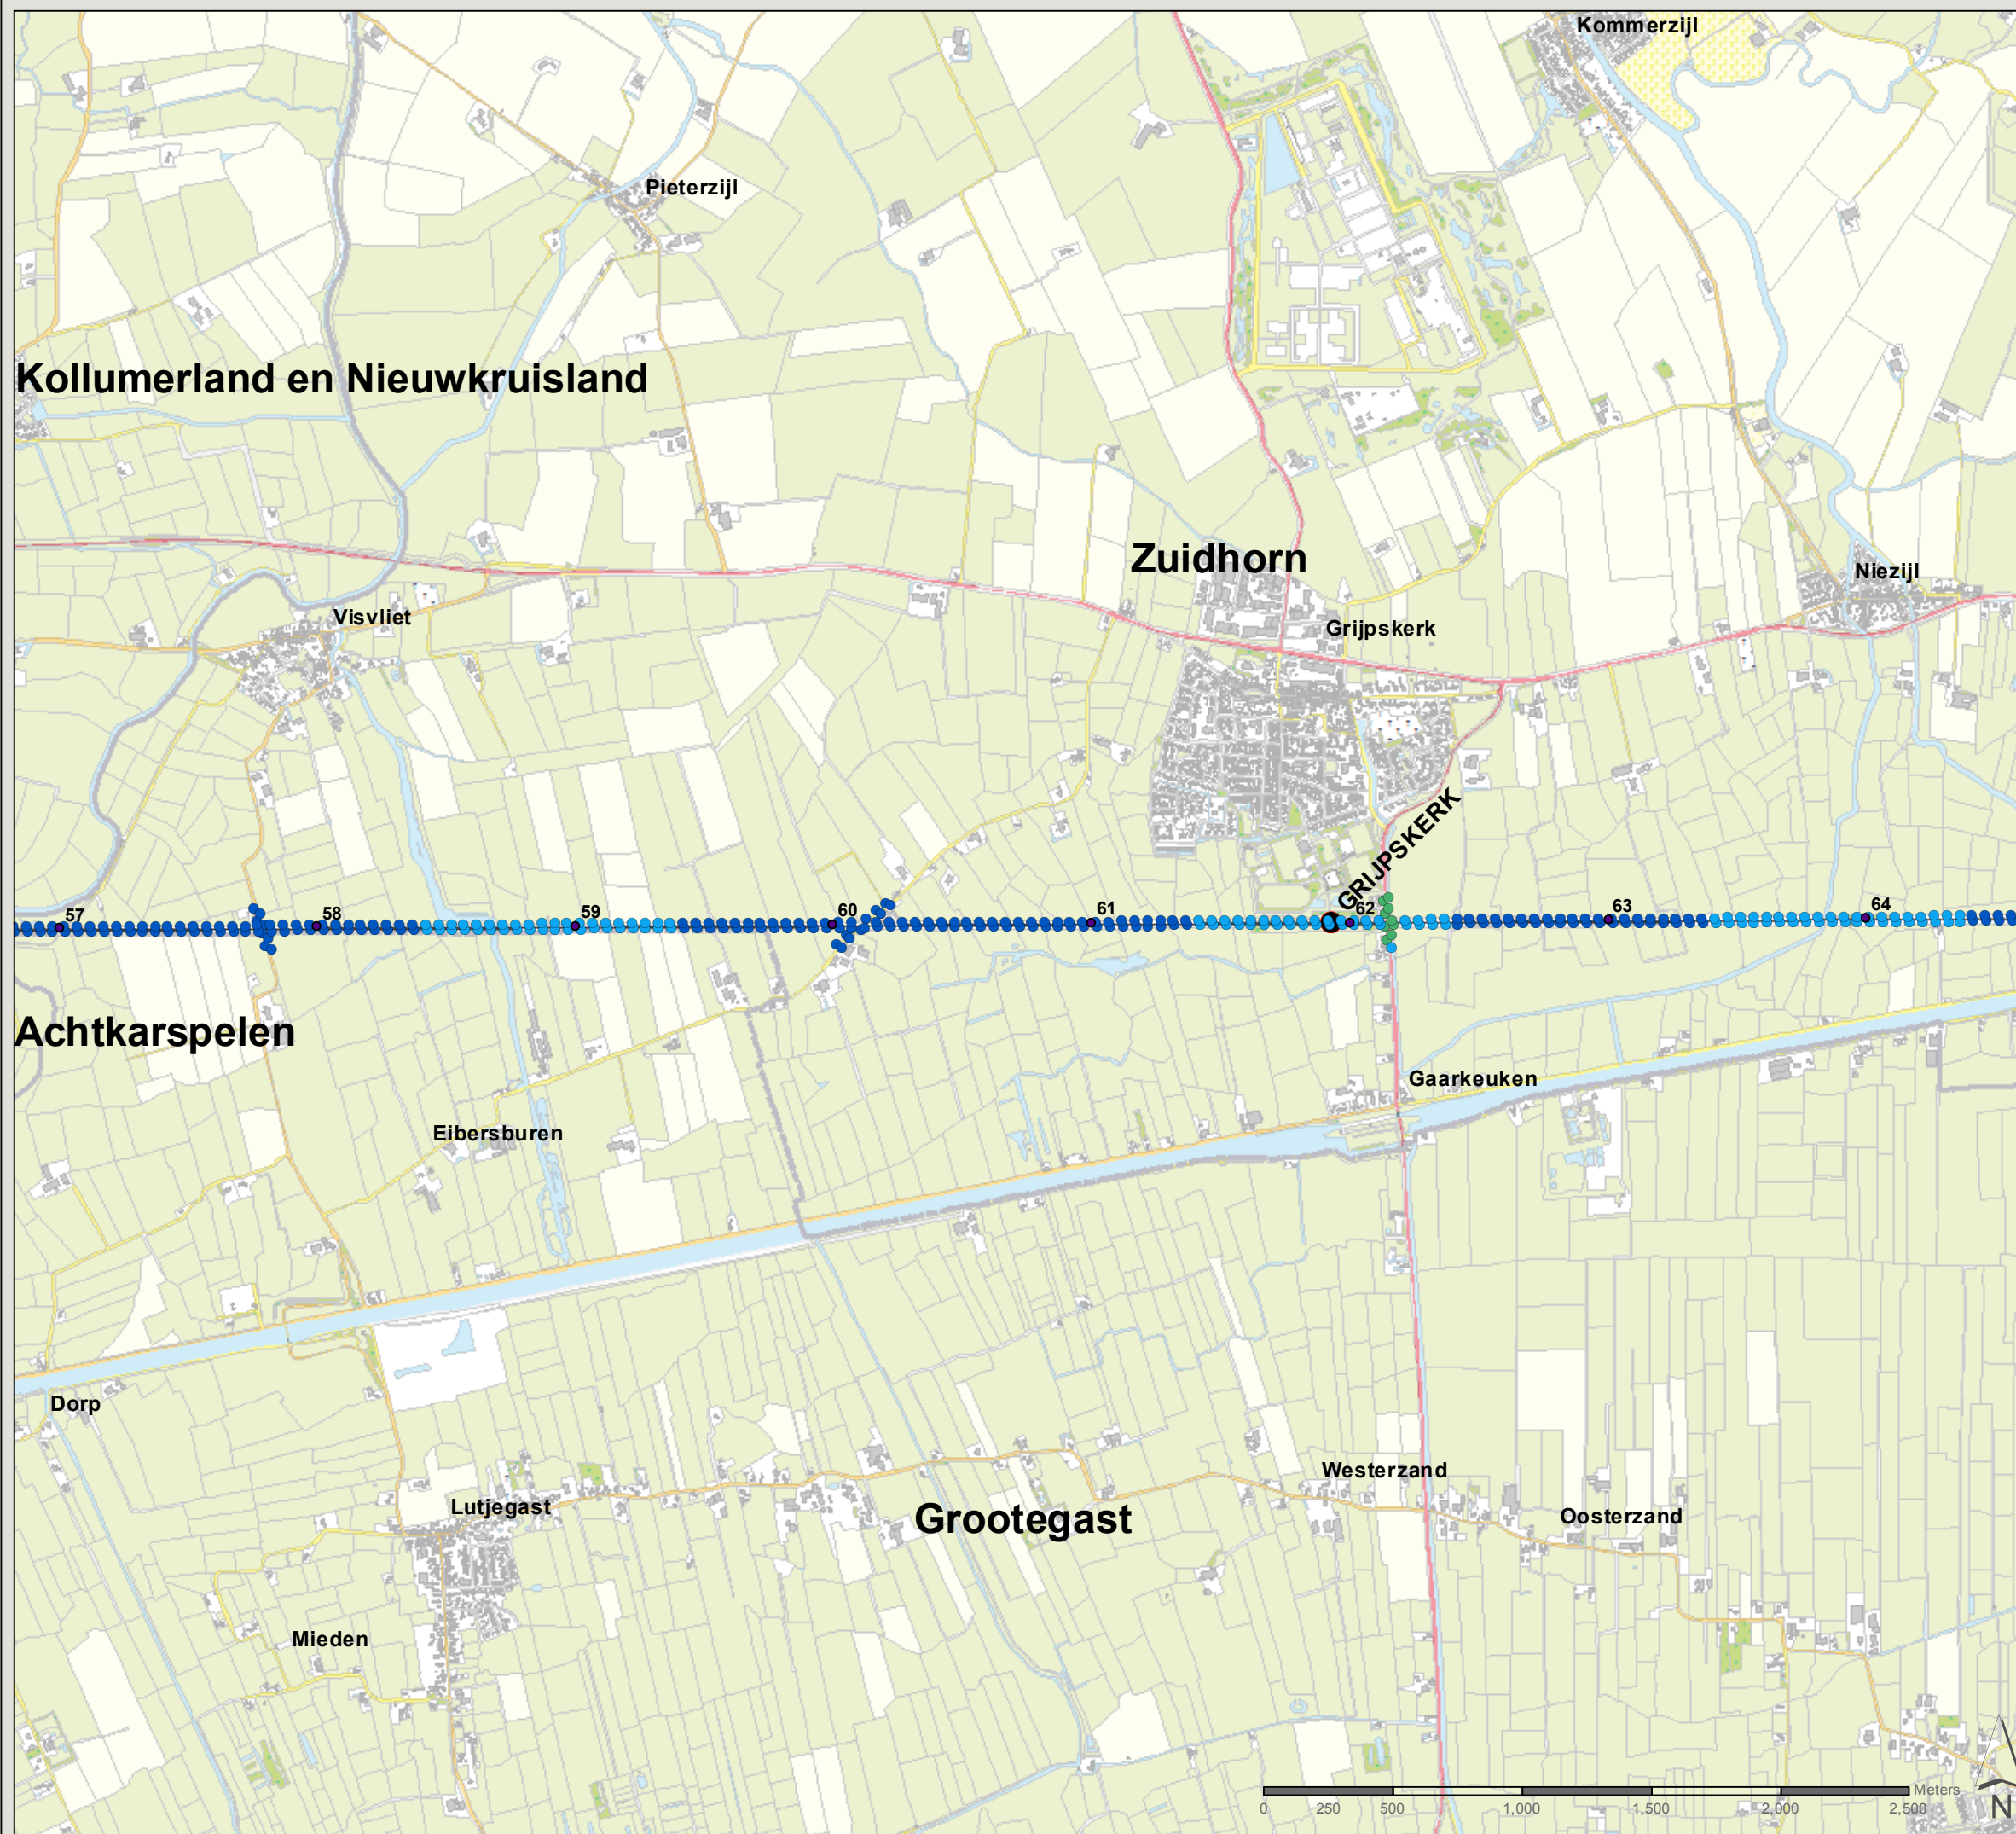 Kommerzijl
Pieterzijl
Kollumerland en Nieuwkruisland
Zuidhorn
Niezijl
Visvliet
Grijpskerk
GRIJPSKERK
57
58
59
60
61
62
63
64
Achtkarspelen
Gaarkeuken
Eibersburen
Dorp
Westerzand
Lutjegast
Grootegast
Oosterzand
Mieden
Meters
0 250 500 1,000 1,500 2,000 2,500
N